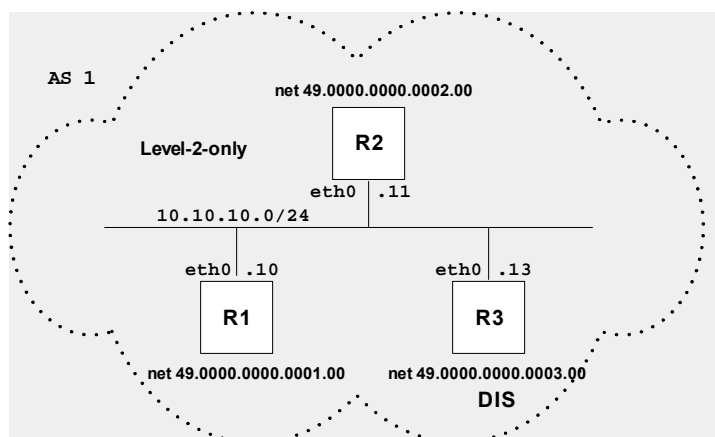 AS 1
net 49.0000.0000.0002.00
Level-2-only
R2
eth0 .11
10.10.10.0/24
eth0 .10
eth0 .13
R1
R3
net 49.0000.0000.0001.00
net 49.0000.0000.0003.00
DIS